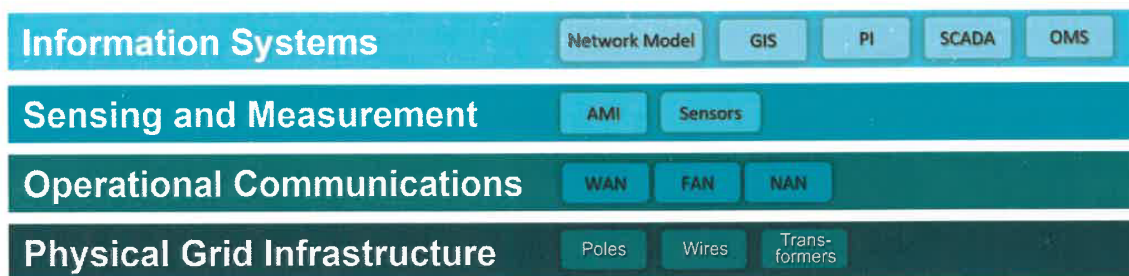 Information Systems
Network Model
GIS
PI
SCADA
OMS
Sensing and Measurement
AMI
Sensors
Operational Communications
WAN
FAN
NAN
Physical Grid Infrastructure
Poles
Wires
Trans-
formers